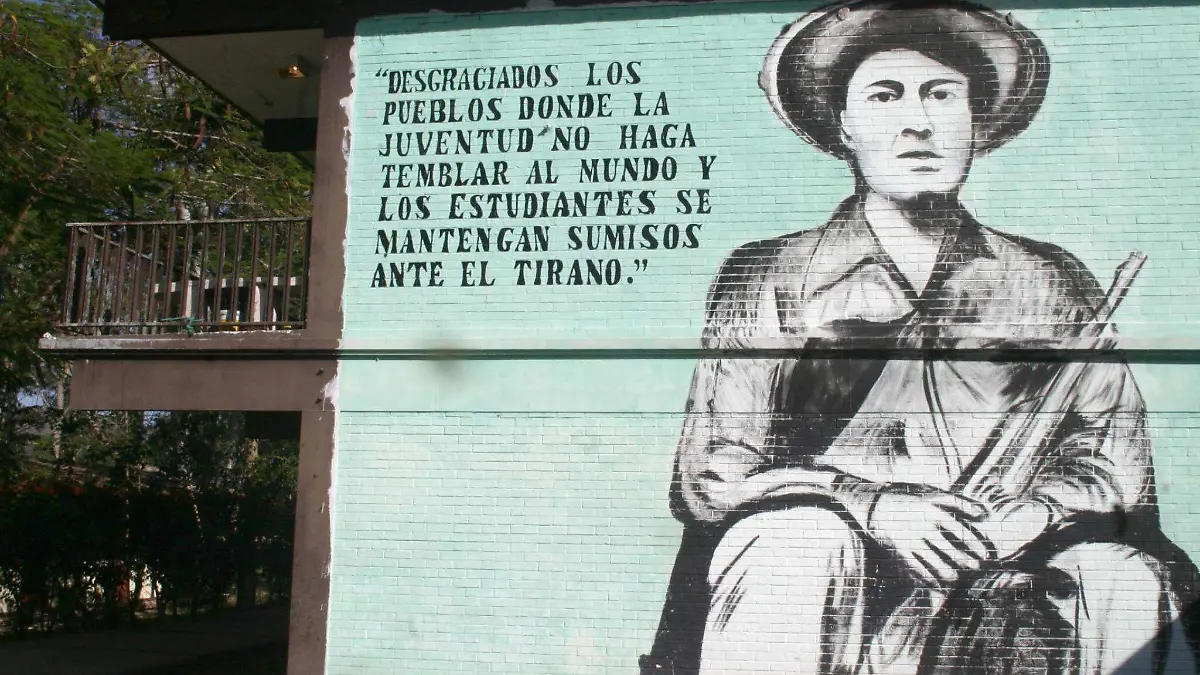 “DESGRACIADOS LOS
PUEBLOS DONDE LA
JUVENTUD NO HAGA
TEMBLAR AL MUNDO Y
LOS ESTUDIANTES SE
MANTENGAN SUMISOS
ANTE EL TIRANO.”